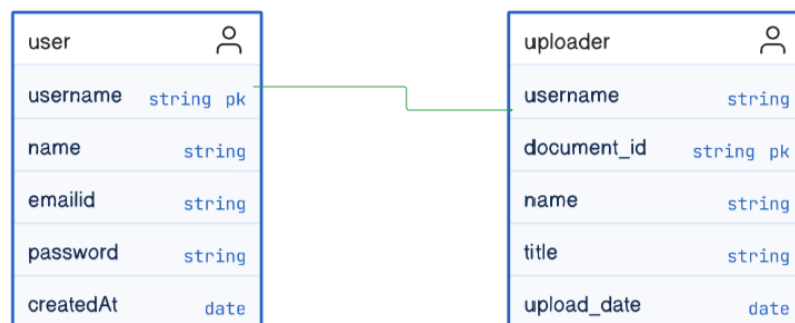 user
username string pk
name string
emailid string
password string
createdAt date
uploader
username string
document_id string pk
name string
title string
upload_date date